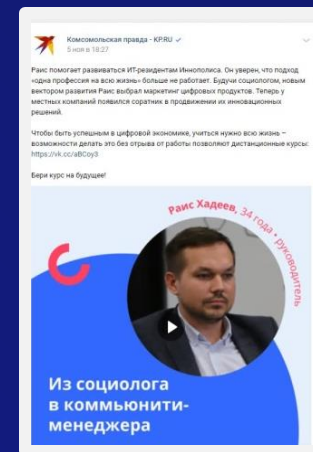 Комсомольская правда - KP.RU
5 ноя в 18:27
Раис помогает развиваться ИТ-резидентам Иннополиса. Он уверен, что подход
«одна профессия на всю жизнь» больше не работает. Будучи социологом, новым
вектором развития Раис выбрал маркетинг цифровых продуктов. Теперь у
местных компаний появился соратник в продвижении их инновационных
решений.
Чтобы быть успешным в цифровой экономике, учиться нужно всю жизнь –
возможности делать это без отрыва от работы позволяют дистанционные курсы:
https://vk.cc/aBCoy3
Бери курс на будущее!
Раис Хадеев, 34 года • руководитель
Из социолога
в коммьюнити-
менеджера